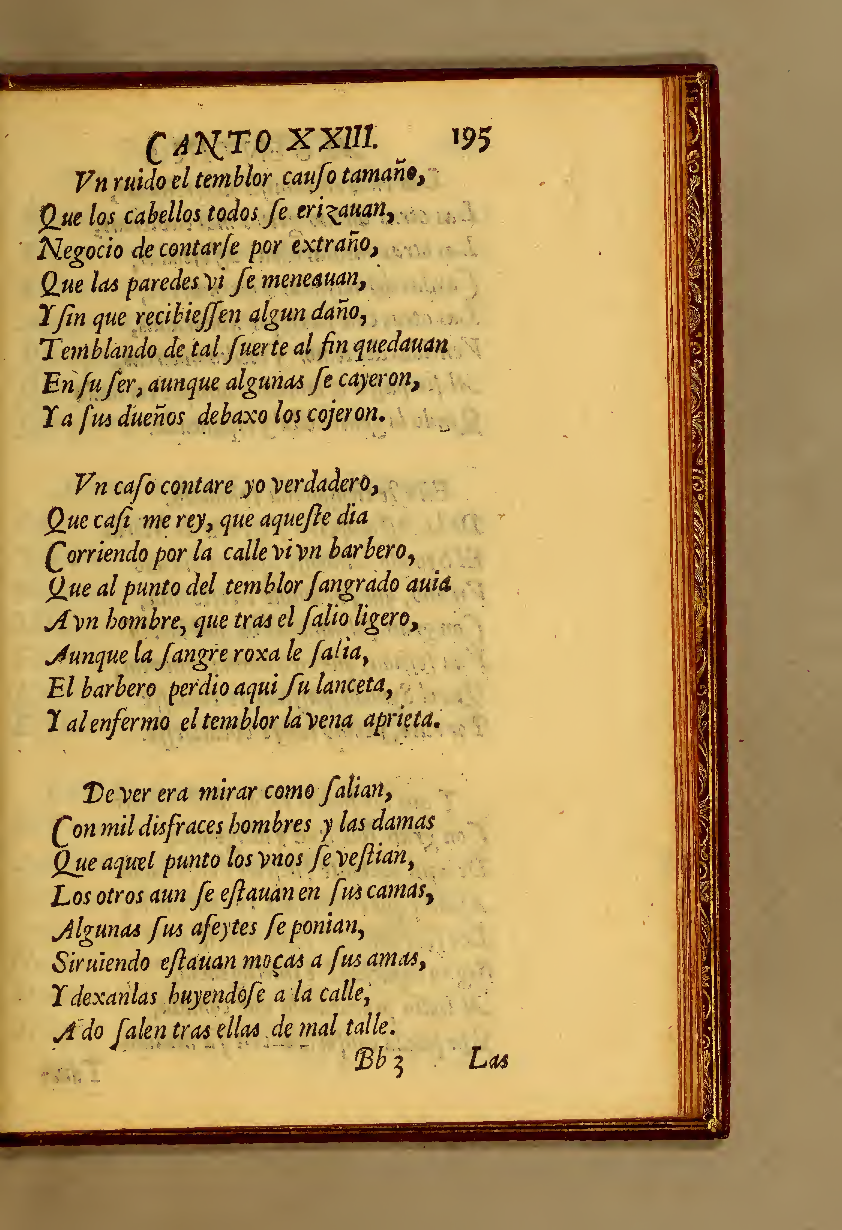 CANTO XXIII. 195
Vn ruido el temblor cauſo tamaño,
Que los cabellos todos ſe erizauan,
Negocio de contarſe por extraño,
Que las paredes vi ſe meneauan,
Y ſin que recibieſſen algun daño,
Temblando de tal ſuerte al fin quedauan
En ſu ſer, aunque algunas ſe cayeron,
Y a ſus dueños debaxo los cojeron.
Vn caſo contare yo verdadero,
Que caſi me rey, que aqueſte dia
Corriendo por la calle vi vn barbero,
Que al punto del temblor ſangrado auia
A vn hombre, que tras el ſalio ligero,
Aunque la ſangre roxa le ſalia,
El barbero perdio aqui ſu lanceta,
Y al enfermo el temblor la vena aprieta.
De ver era mirar como ſalian,
Con mil disfraces hombres y las damas
Que aquel punto los vnos ſe veſtian,
Los otros aun ſe eſtauan en ſus camas,
Algunas ſus afeytes ſe ponian,
Siruiendo eſtauan moças a ſus amas,
Y dexanlas huyendoſe a la calle,
A do ſalen tras ellas de mal talle.
Bb 3 Las